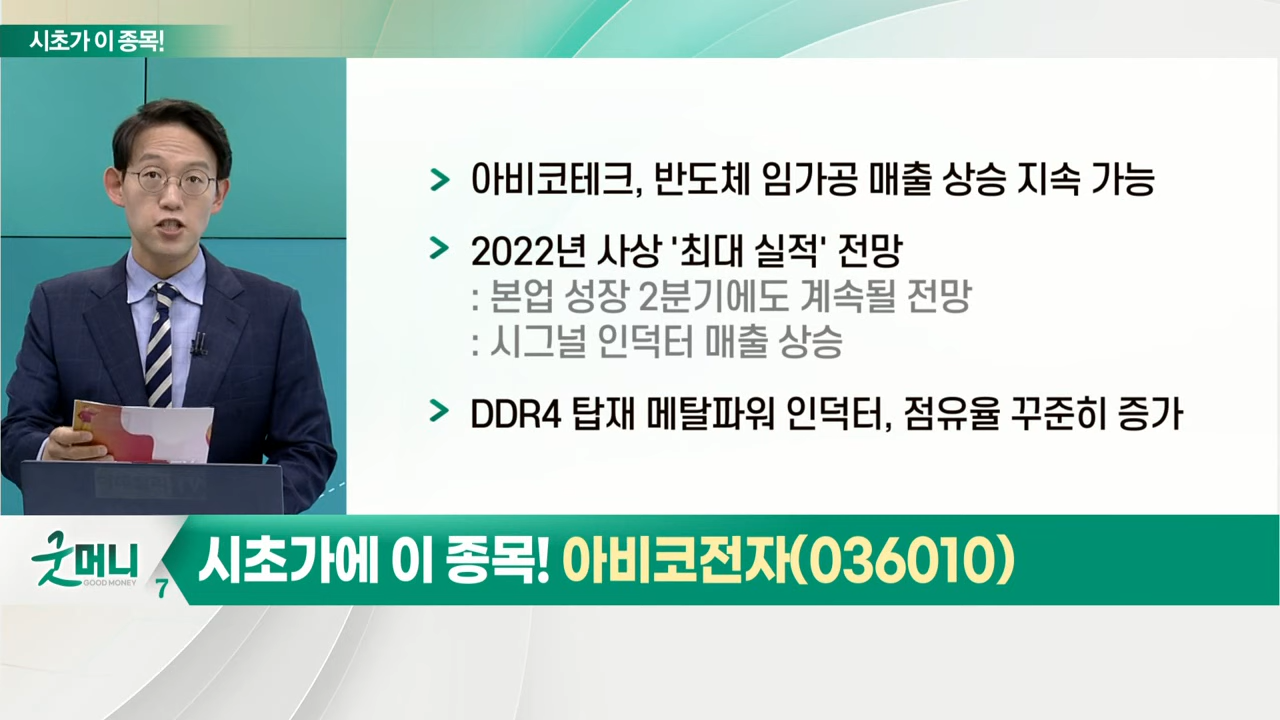 시초가 이 종목!
> 아비코테크, 반도체 임가공 매출 상승 지속 가능
> 2022년 사상 '최대 실적' 전망
: 본업 성장 2분기에도 계속될 전망
: 시그널 인덕터 매출 상승
> DDR4 탑재 메탈파워 인덕터, 점유율 꾸준히 증가
굿머니
GOOD MONEY
7
시초가에 이 종목! 아비코전자(036010)